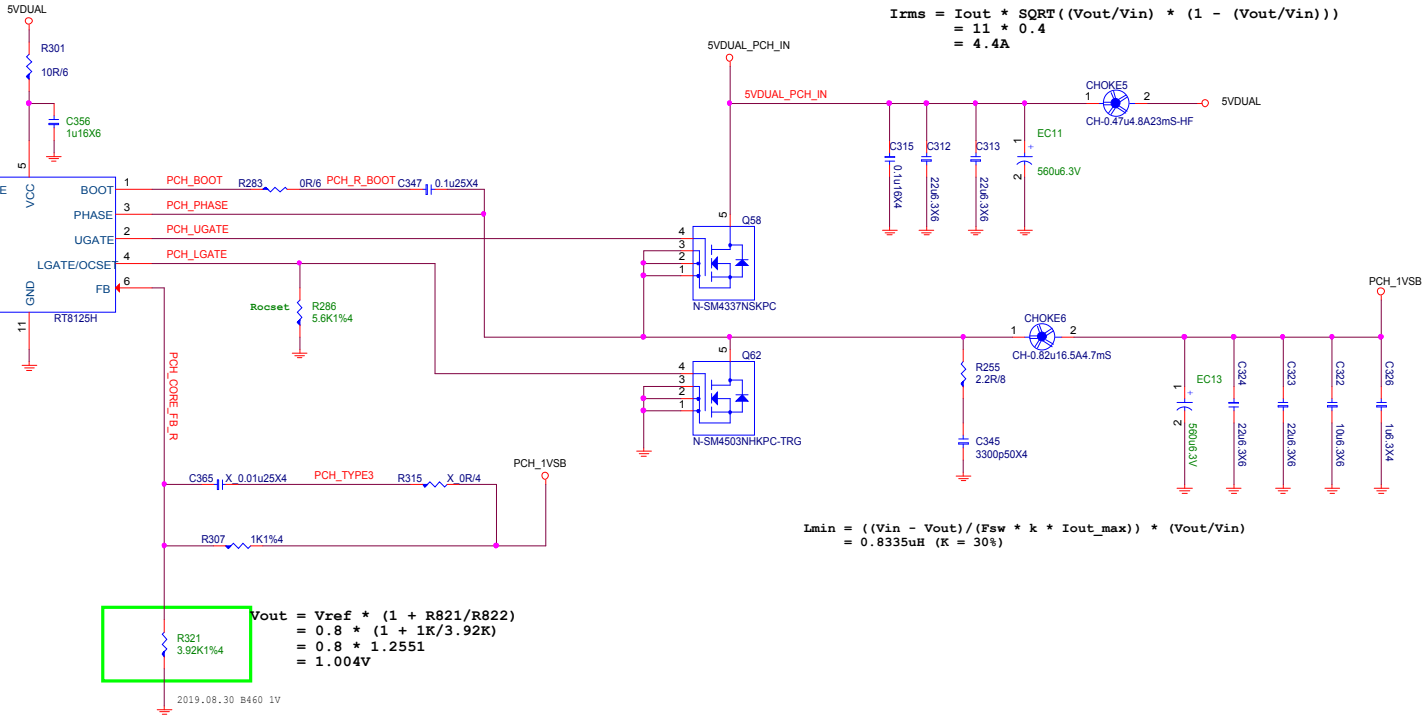 5VDUAL
R301
10R/6
C356
1u16X6
5
VCC
E
BOOT
PHASE
UGATE
LGATE/OCSET
FB
GND
11
RT8125H
1
3
2
4
6
PCH_BOOT
R283
0R/6
PCH_R_BOOT
C347
0.1u25X4
PCH_PHASE
PCH_UGATE
PCH_LGATE
Rocset
R286
5.6K1%4
PCH_CORE_FB_R
Irms = Iout * SQRT((Vout/Vin) * (1 - (Vout/Vin)))
= 11 * 0.4
= 4.4A
5VDUAL_PCH_IN
5VDUAL_PCH_IN
CHOKE5
1
2
5VDUAL
CH-0.47u4.8A23mS-HF
C315
0.1u16X4
C312
22u6.3X6
C313
22u6.3X6
1
+
2
EC11
560u6.3V
5
Q58
4
3
2
1
N-SM4337NSKPC
5
Q62
4
3
2
1
N-SM4503NHKPC-TRG
R255
2.2R/8
C345
3300p50X4
CHOKE6
1
2
CH-0.82u16.5A4.7mS
PCH_1VSB
1
+
2
EC13
560u6.3V
C324
22u6.3X6
C323
22u6.3X6
C322
10u6.3X6
C326
1u6.3X4
C365
X_0.01u25X4
PCH_TYPE3
R315
X_0R/4
PCH_1VSB
R307
1K1%4
Lmin = ((Vin - Vout)/(Fsw * k * Iout_max)) * (Vout/Vin)
= 0.8335uH (K = 30%)
R321
3.92K1%4
Vout = Vref * (1 + R821/R822)
= 0.8 * (1 + 1K/3.92K)
= 0.8 * 1.2551
= 1.004V
2019.08.30 B460 1V